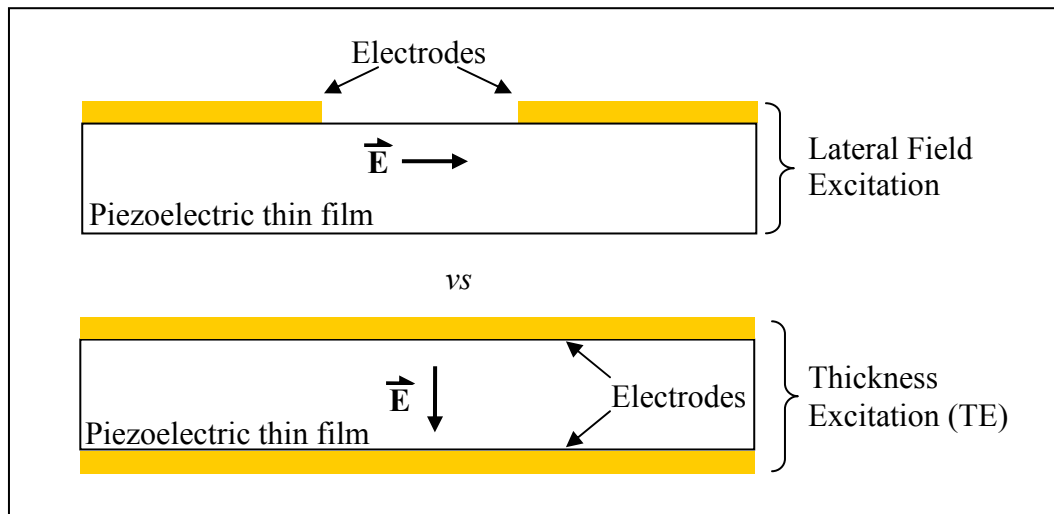 Electrodes
E
Lateral Field
Excitation
Piezoelectric thin film
vs
E
Electrodes
Thickness
Excitation (TE)
Piezoelectric thin film